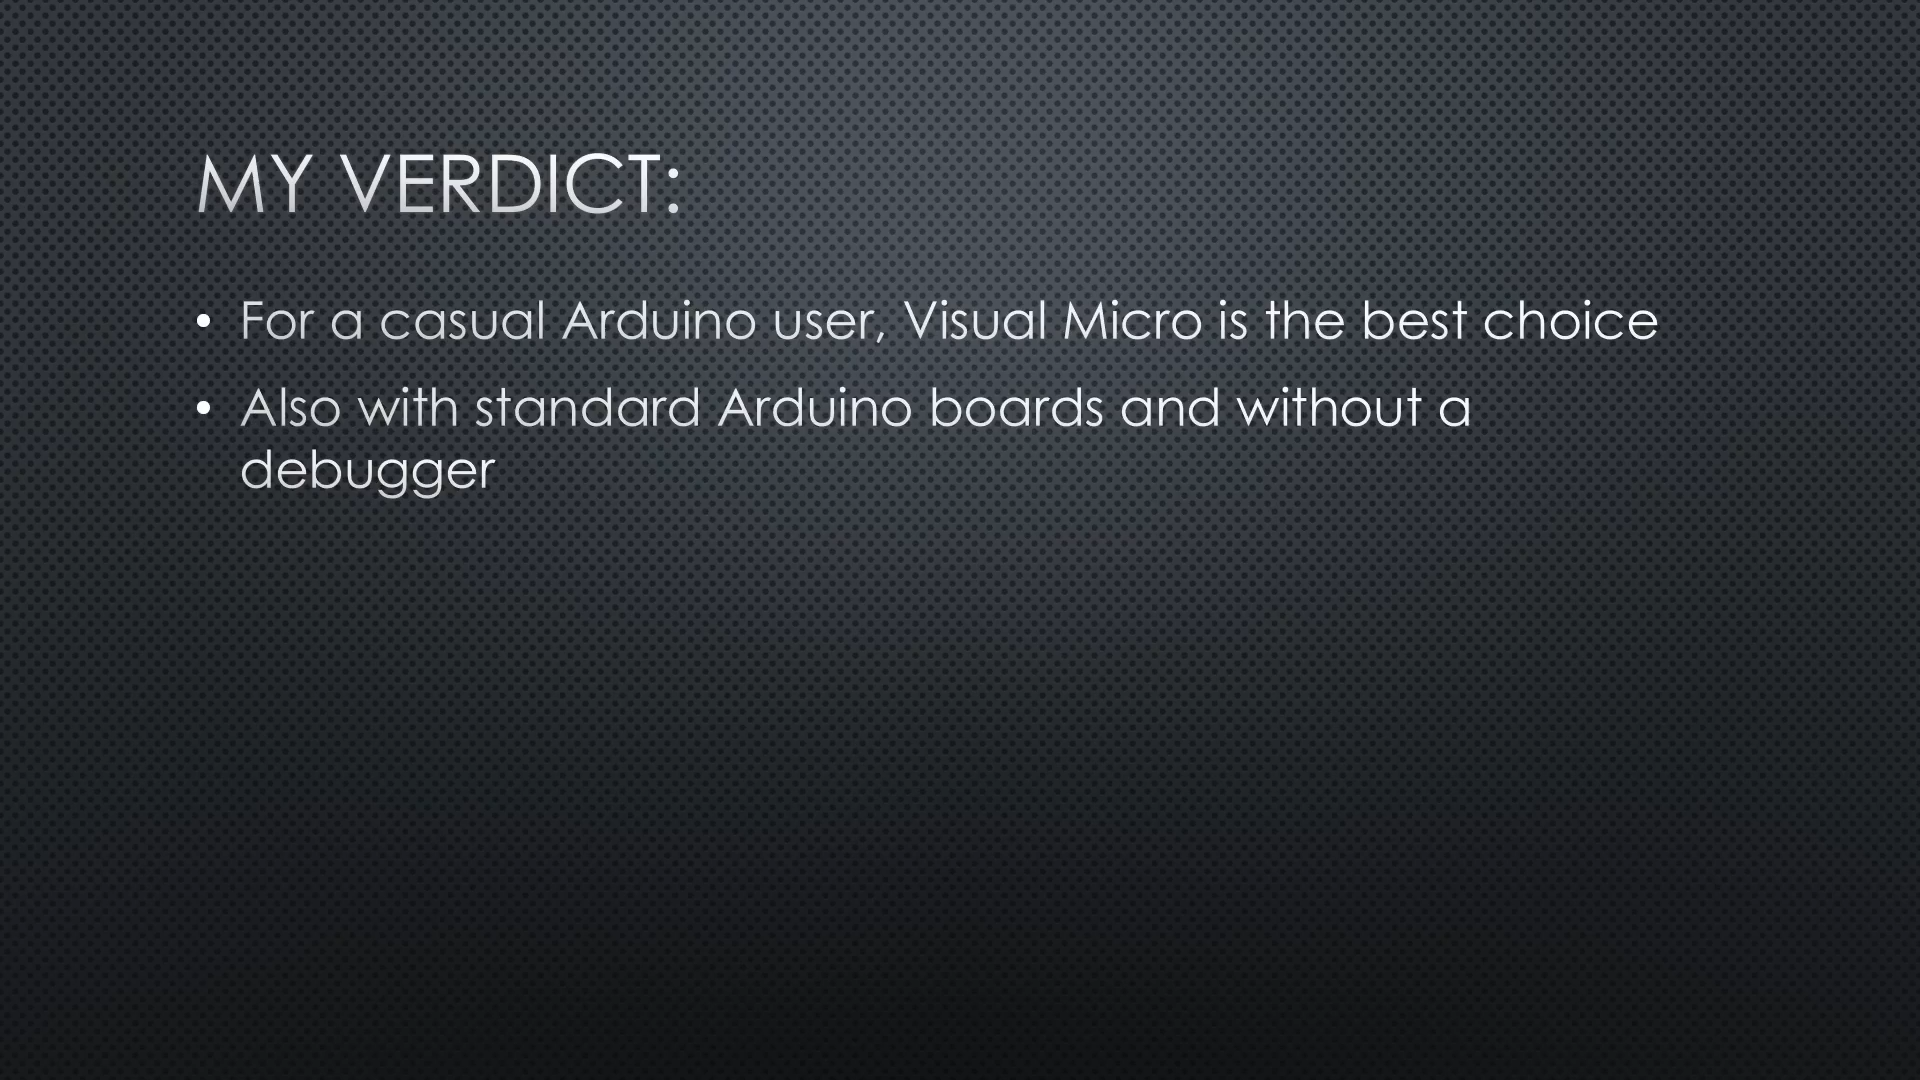 MY VERDICT:
• For a casual Arduino user, Visual Micro is the best choice
• Also with standard Arduino boards and without a
debugger